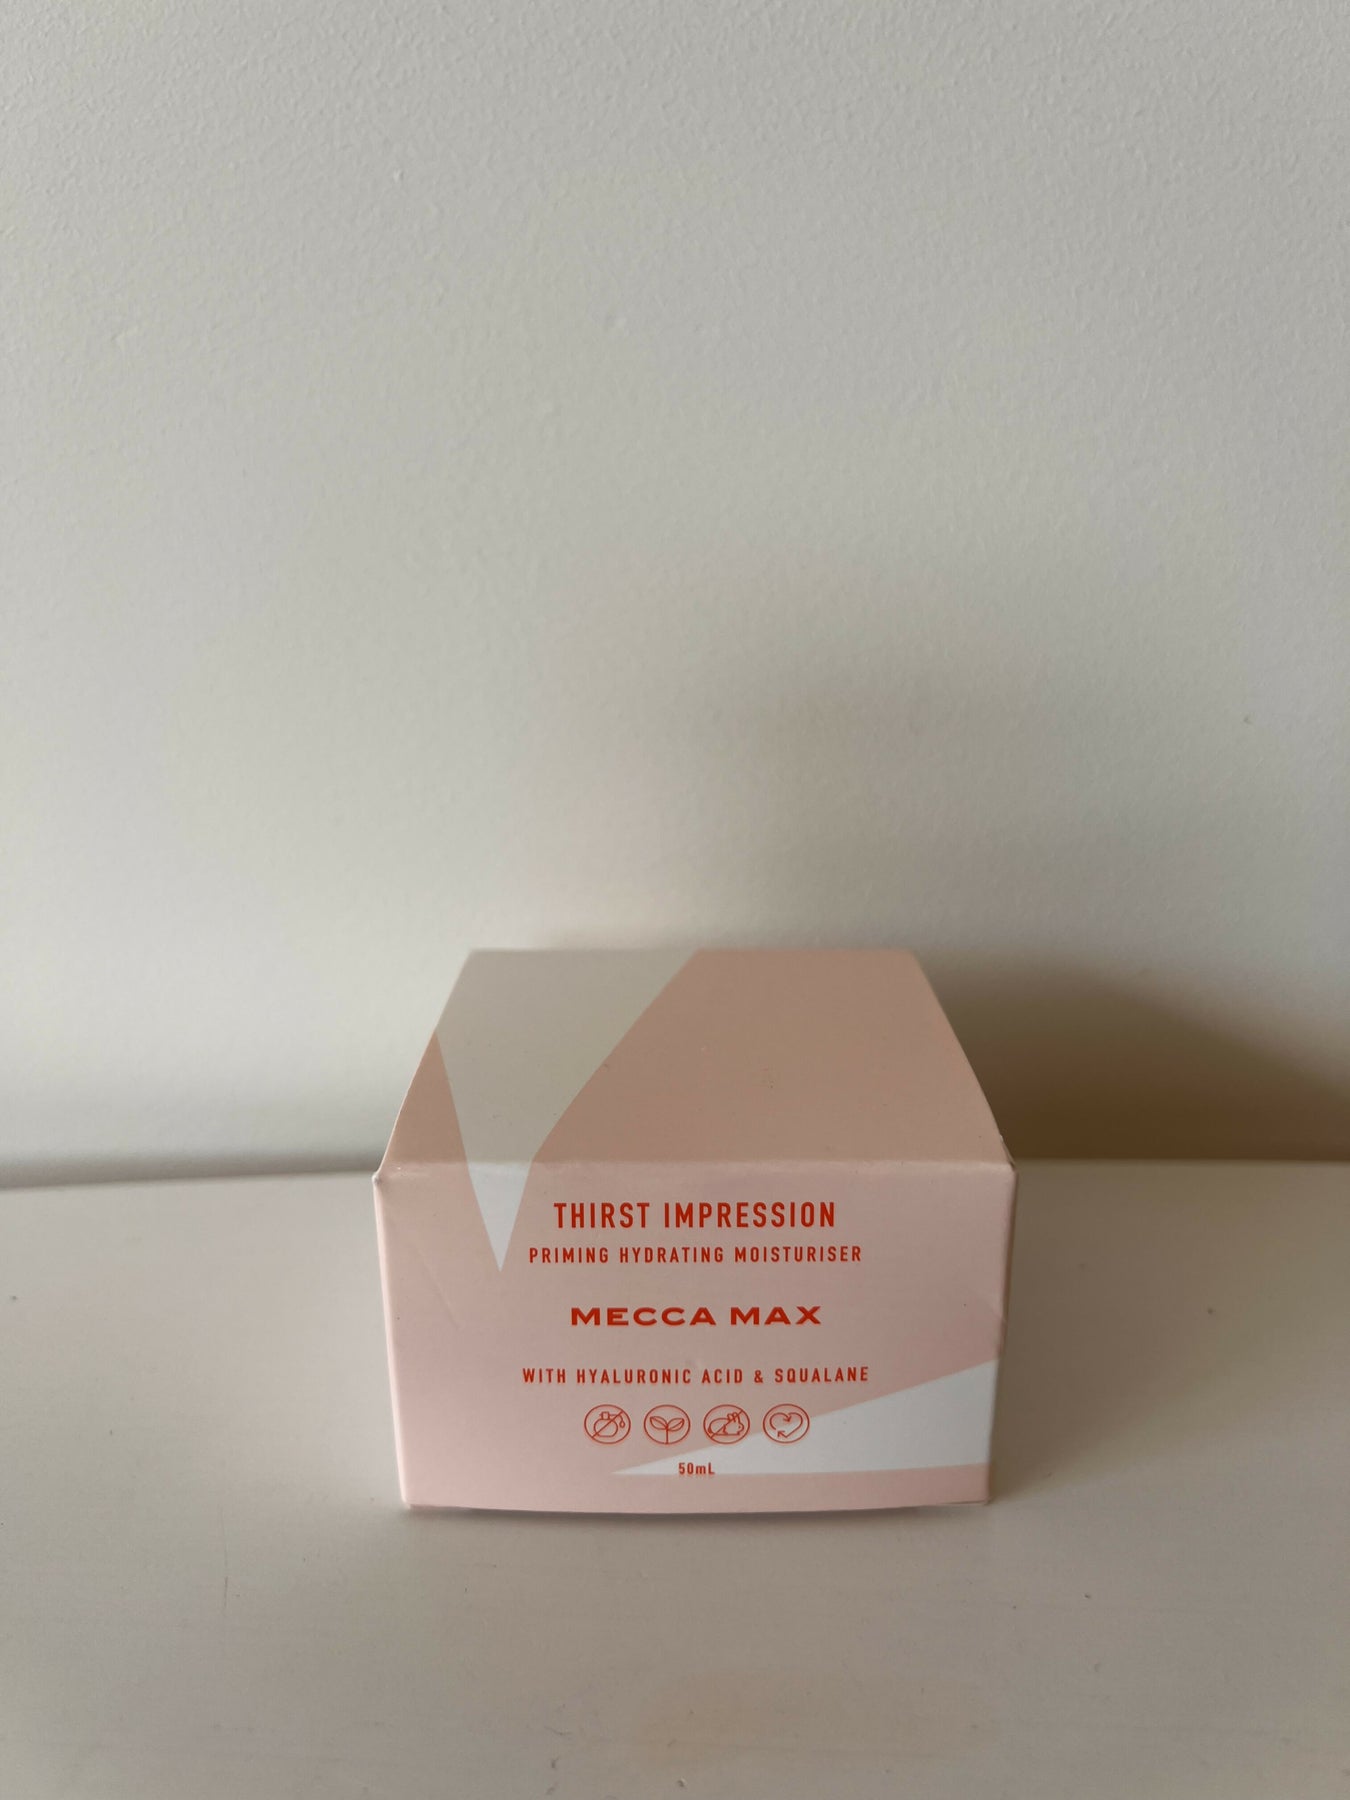 THIRST IMPRESSION
PRIMING HYDRATING MOISTURISER
MECCA MAX
WITH HYALURONIC ACID & SQUALANE
50mL